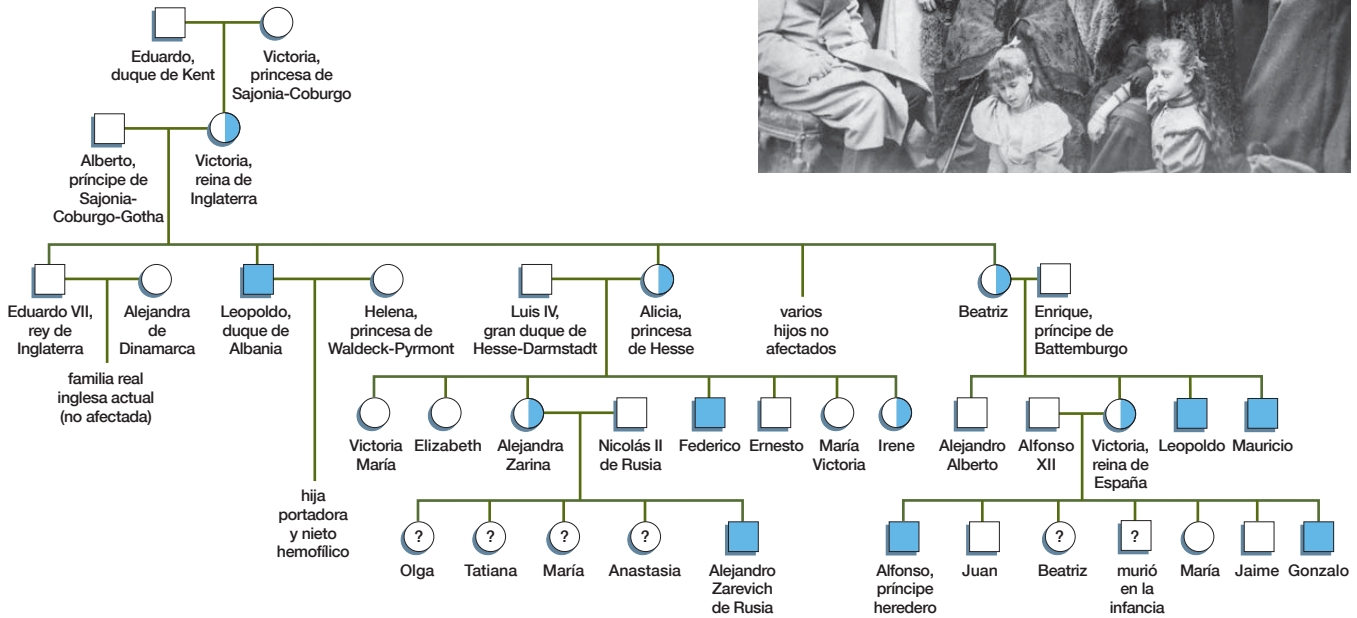 Eduardo,
duque de Kent
Victoria,
princesa de
Sajonia-Coburgo
Alberto,
príncipe de
Sajonia-
Coburgo-Gotha
Victoria,
reina de
Inglaterra
Eduardo VII,
rey de
Inglaterra
Alejandra
de
Dinamarca
Leopoldo,
duque de
Albania
Helena,
princesa de
Waldeck-Pyrmont
Luis IV,
gran duque de
Hesse-Darmstadt
Alicia,
princesa
de Hesse
varios
hijos no
afectados
Beatriz
Enrique,
príncipe de
Battemburgo
familia real
inglesa actual
(no afectada)
hija
portadora
y nieto
hemofílico
Victoria
María
Elizabeth
Alejandra
Zarina
Nicolás II
de Rusia
Federico
Ernesto
María
Victoria
Irene
Alejandro
Alberto
Alfonso
XII
Victoria,
reina de
España
Leopoldo
Mauricio
?
Olga
?
Tatiana
?
María
?
Anastasia
Alejandro
Zarevich
de Rusia
Alfonso,
príncipe
heredero
Juan
?
Beatriz
?
murió
en la
infancia
María
Jaime
Gonzalo